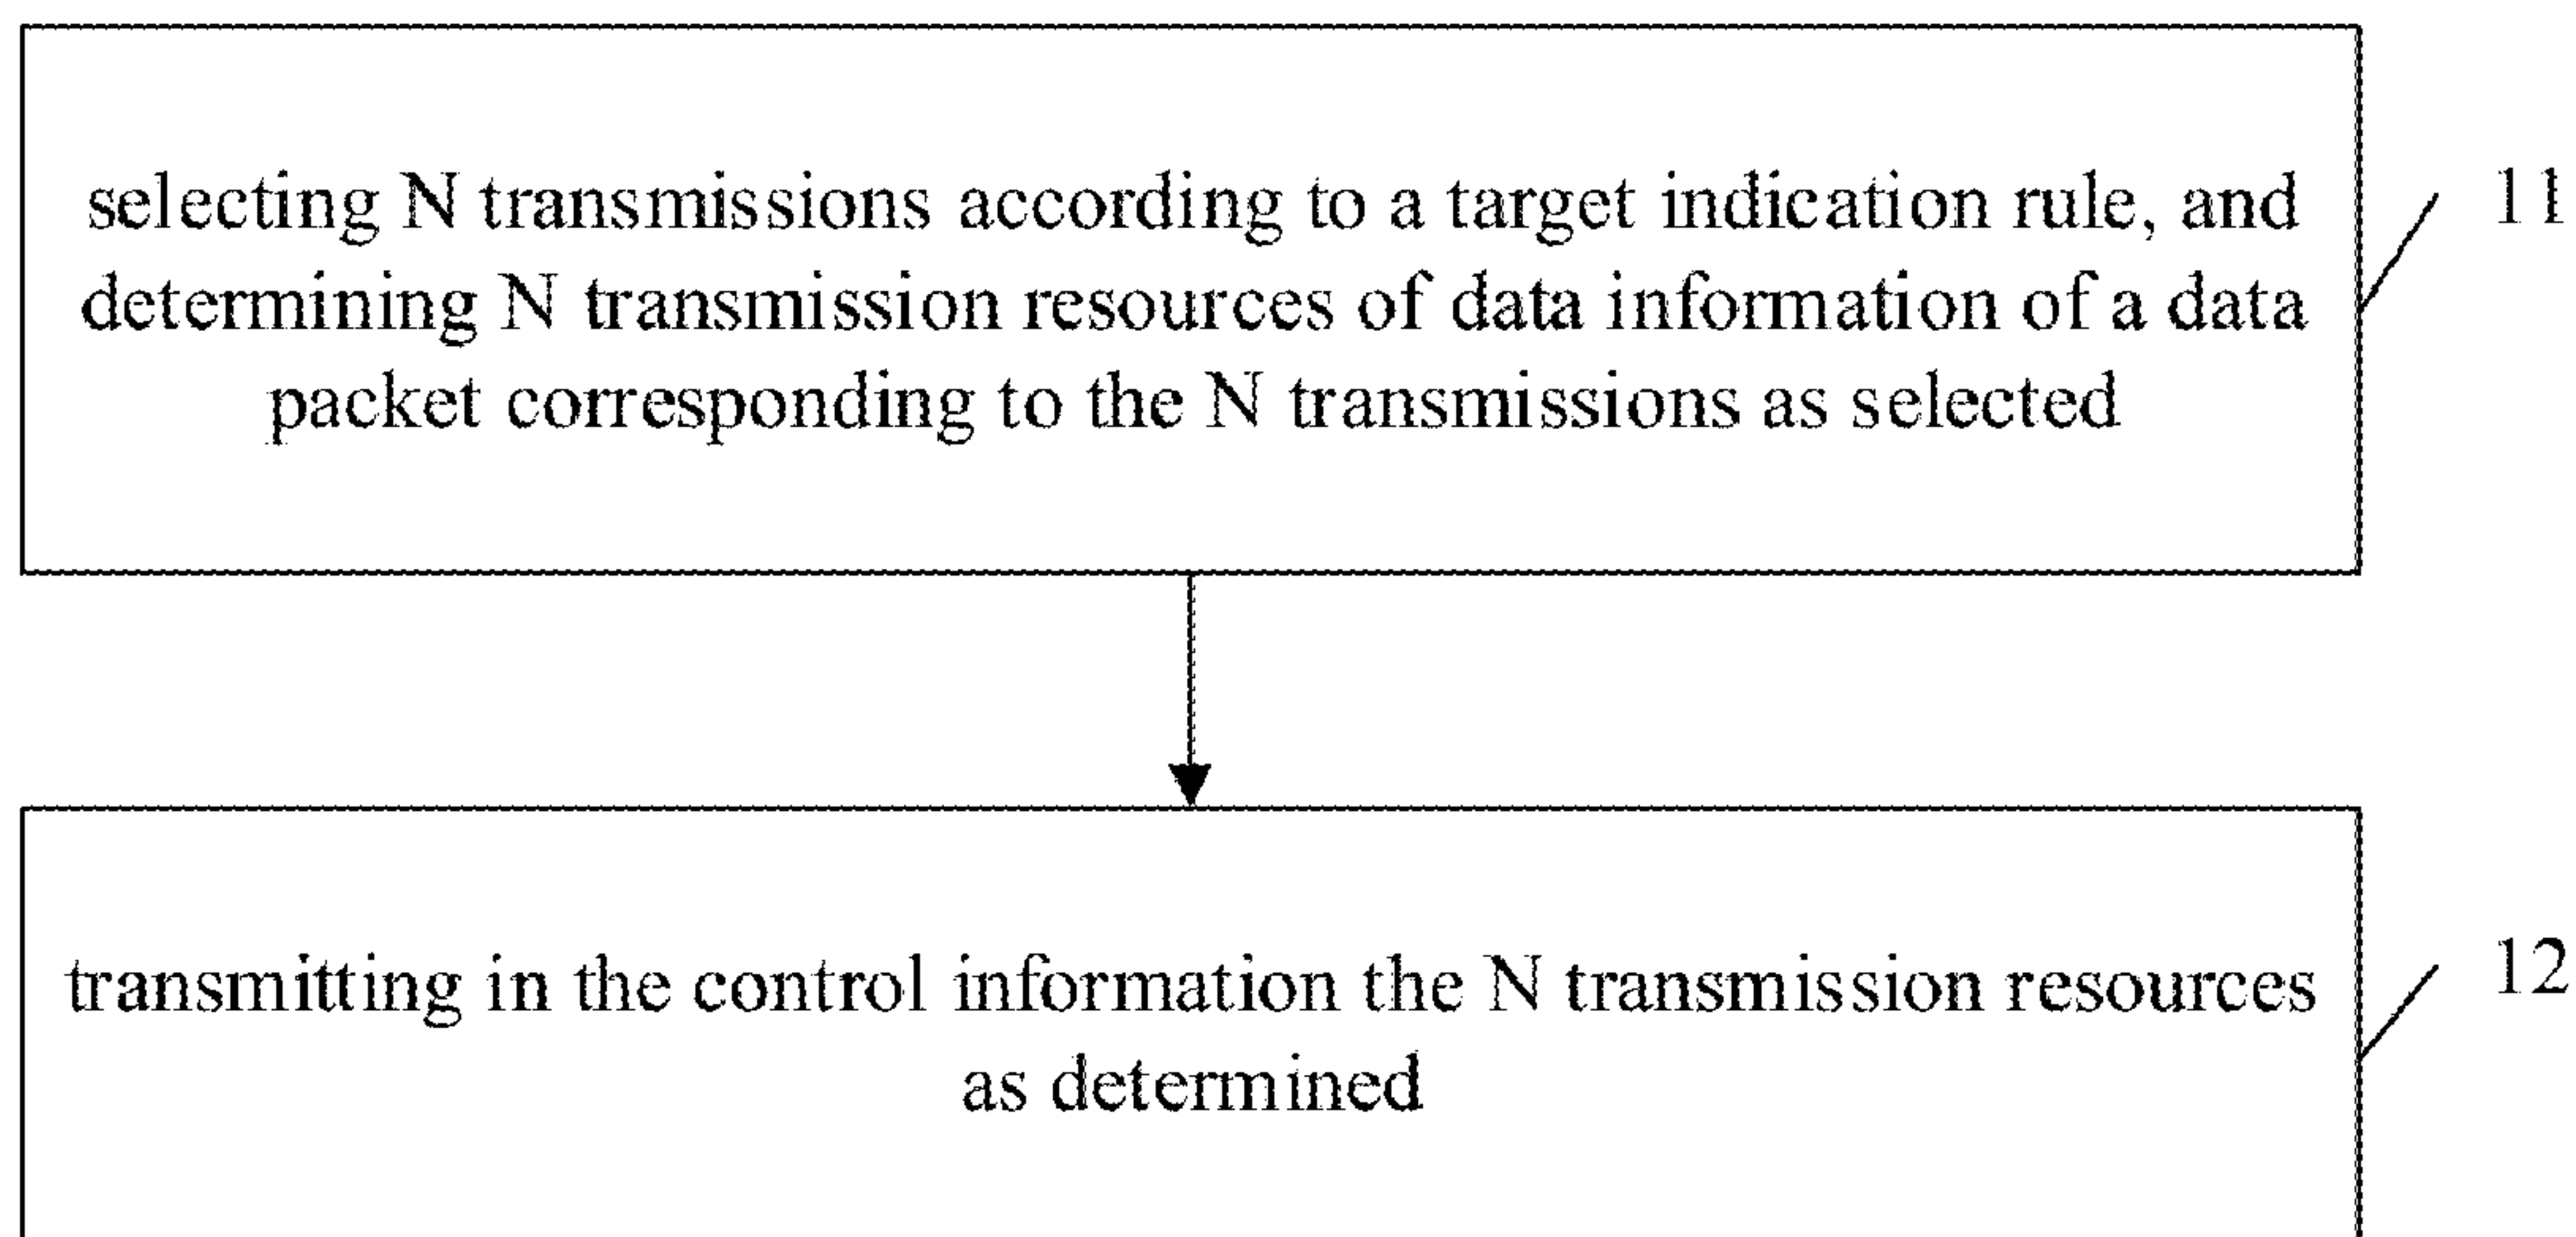 selecting N transmissions according to a target indication rule, and
11
determining N transmission resources of data information of a data
packet corresponding to the N transmissions as selected
transmitting in the control information the N transmission resources
12
as determined